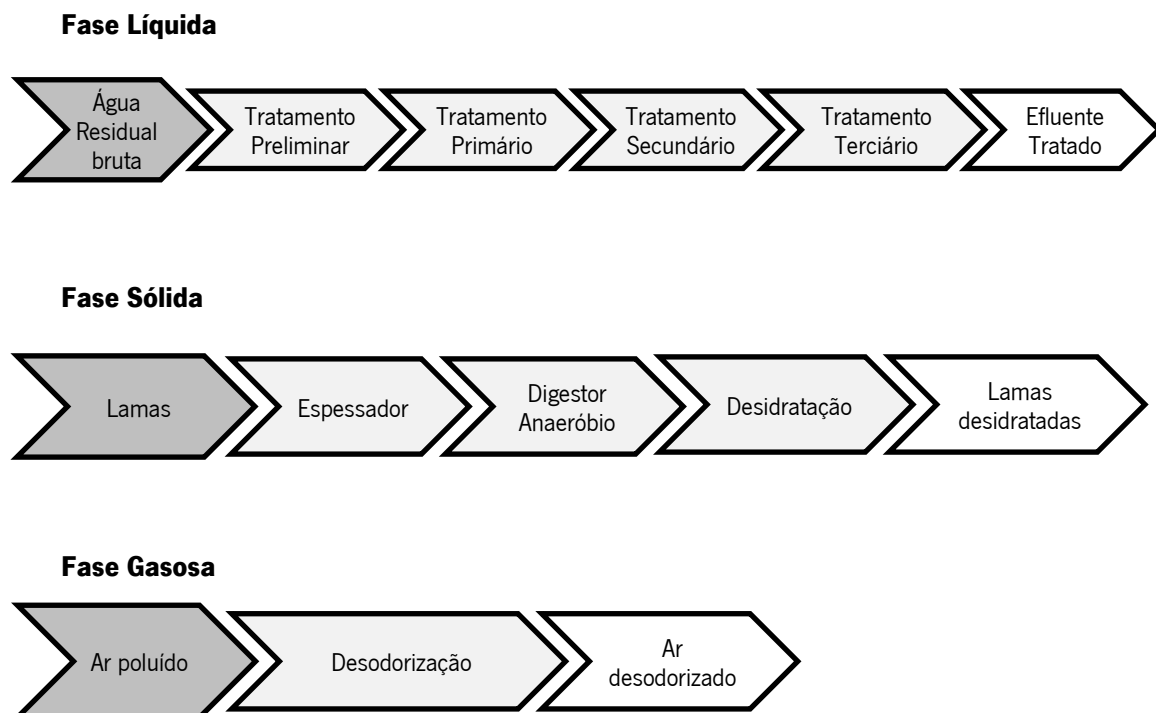 Fase Líquida
Água
Residual
bruta
Tratamento
Preliminar
Tratamento
Primário
Tratamento
Secundário
Tratamento
Terciário
Efluente
Tratado
Fase Sólida
Lamas
Espessador
Digestor
Anaeróbio
Desidratação
Lamas
desidratadas
Fase Gasosa
Ar poluído
Desodorização
Ar
desodorizado